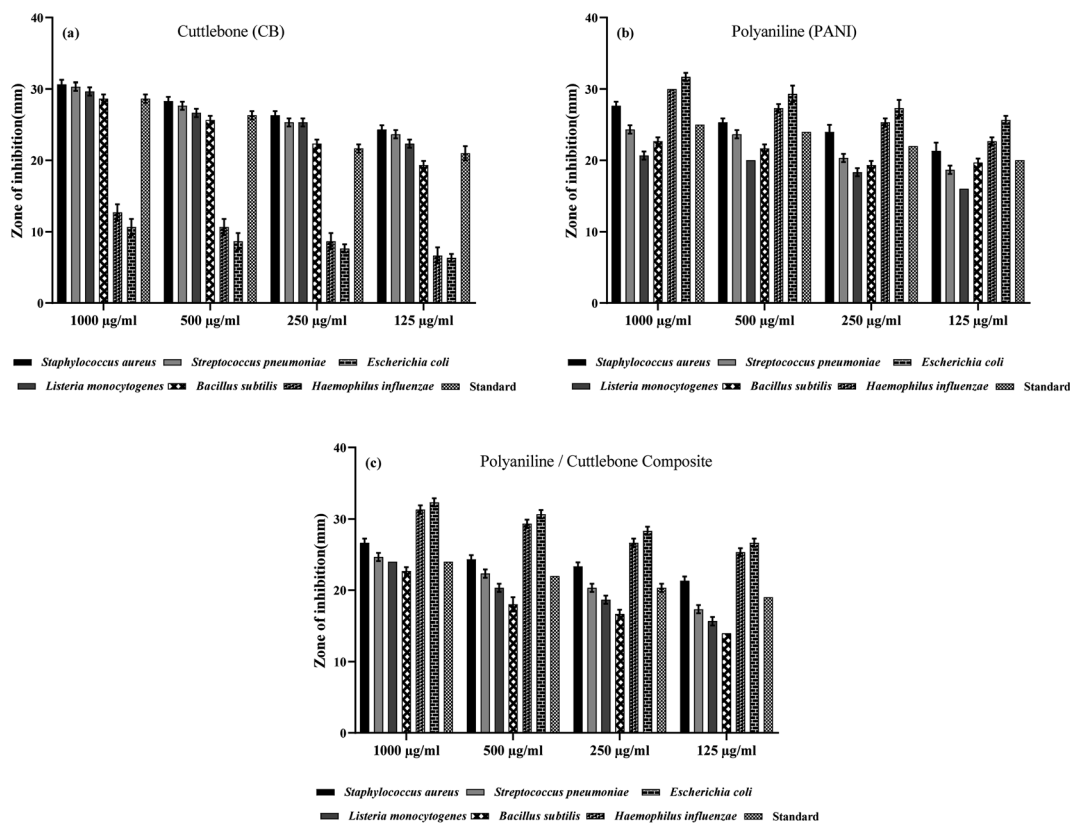 (a)
Cuttlebone (CB)
Zone of inhibition(mm)
40
30
20
10
0
1000 µg/ml 500 µg/ml 250 µg/ml 125 µg/ml
Staphylococcus aureus Streptococcus pneumoniae Escherichia coli
Listeria monocytogenes Bacillus subtilis Haemophilus influenzae Standard
(b)
Polyaniline (PANI)
Zone of inhibition(mm)
40
30
20
10
0
1000 µg/ml 500 µg/ml 250 µg/ml 125 µg/ml
Staphylococcus aureus Streptococcus pneumoniae Escherichia coli
Listeria monocytogenes Bacillus subtilis Haemophilus influenzae Standard
(c)
Polyaniline / Cuttlebone Composite
Zone of inhibition(mm)
40
30
20
10
0
1000 µg/ml 500 µg/ml 250 µg/ml 125 µg/ml
Staphylococcus aureus Streptococcus pneumoniae Escherichia coli
Listeria monocytogenes Bacillus subtilis Haemophilus influenzae Standard